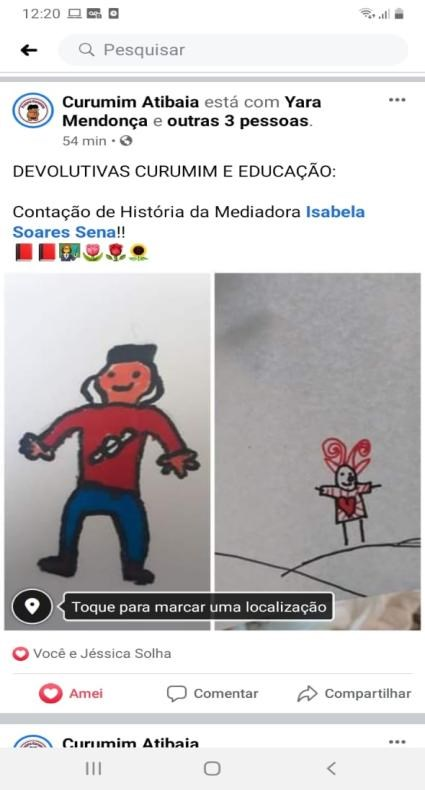 12:20
Pesquisar
Curumim Atibaia está com Yara
Mendonça e outras 3 pessoas.
54 min
DEVOLUTIVAS CURUMIM E EDUCAÇÃO:
Contação de História da Mediadora Isabela
Soares Sena!!
Toque para marcar uma localização
Você e Jéssica Solha
Amei
Comentar
Compartilhar
Curumim Atibaia